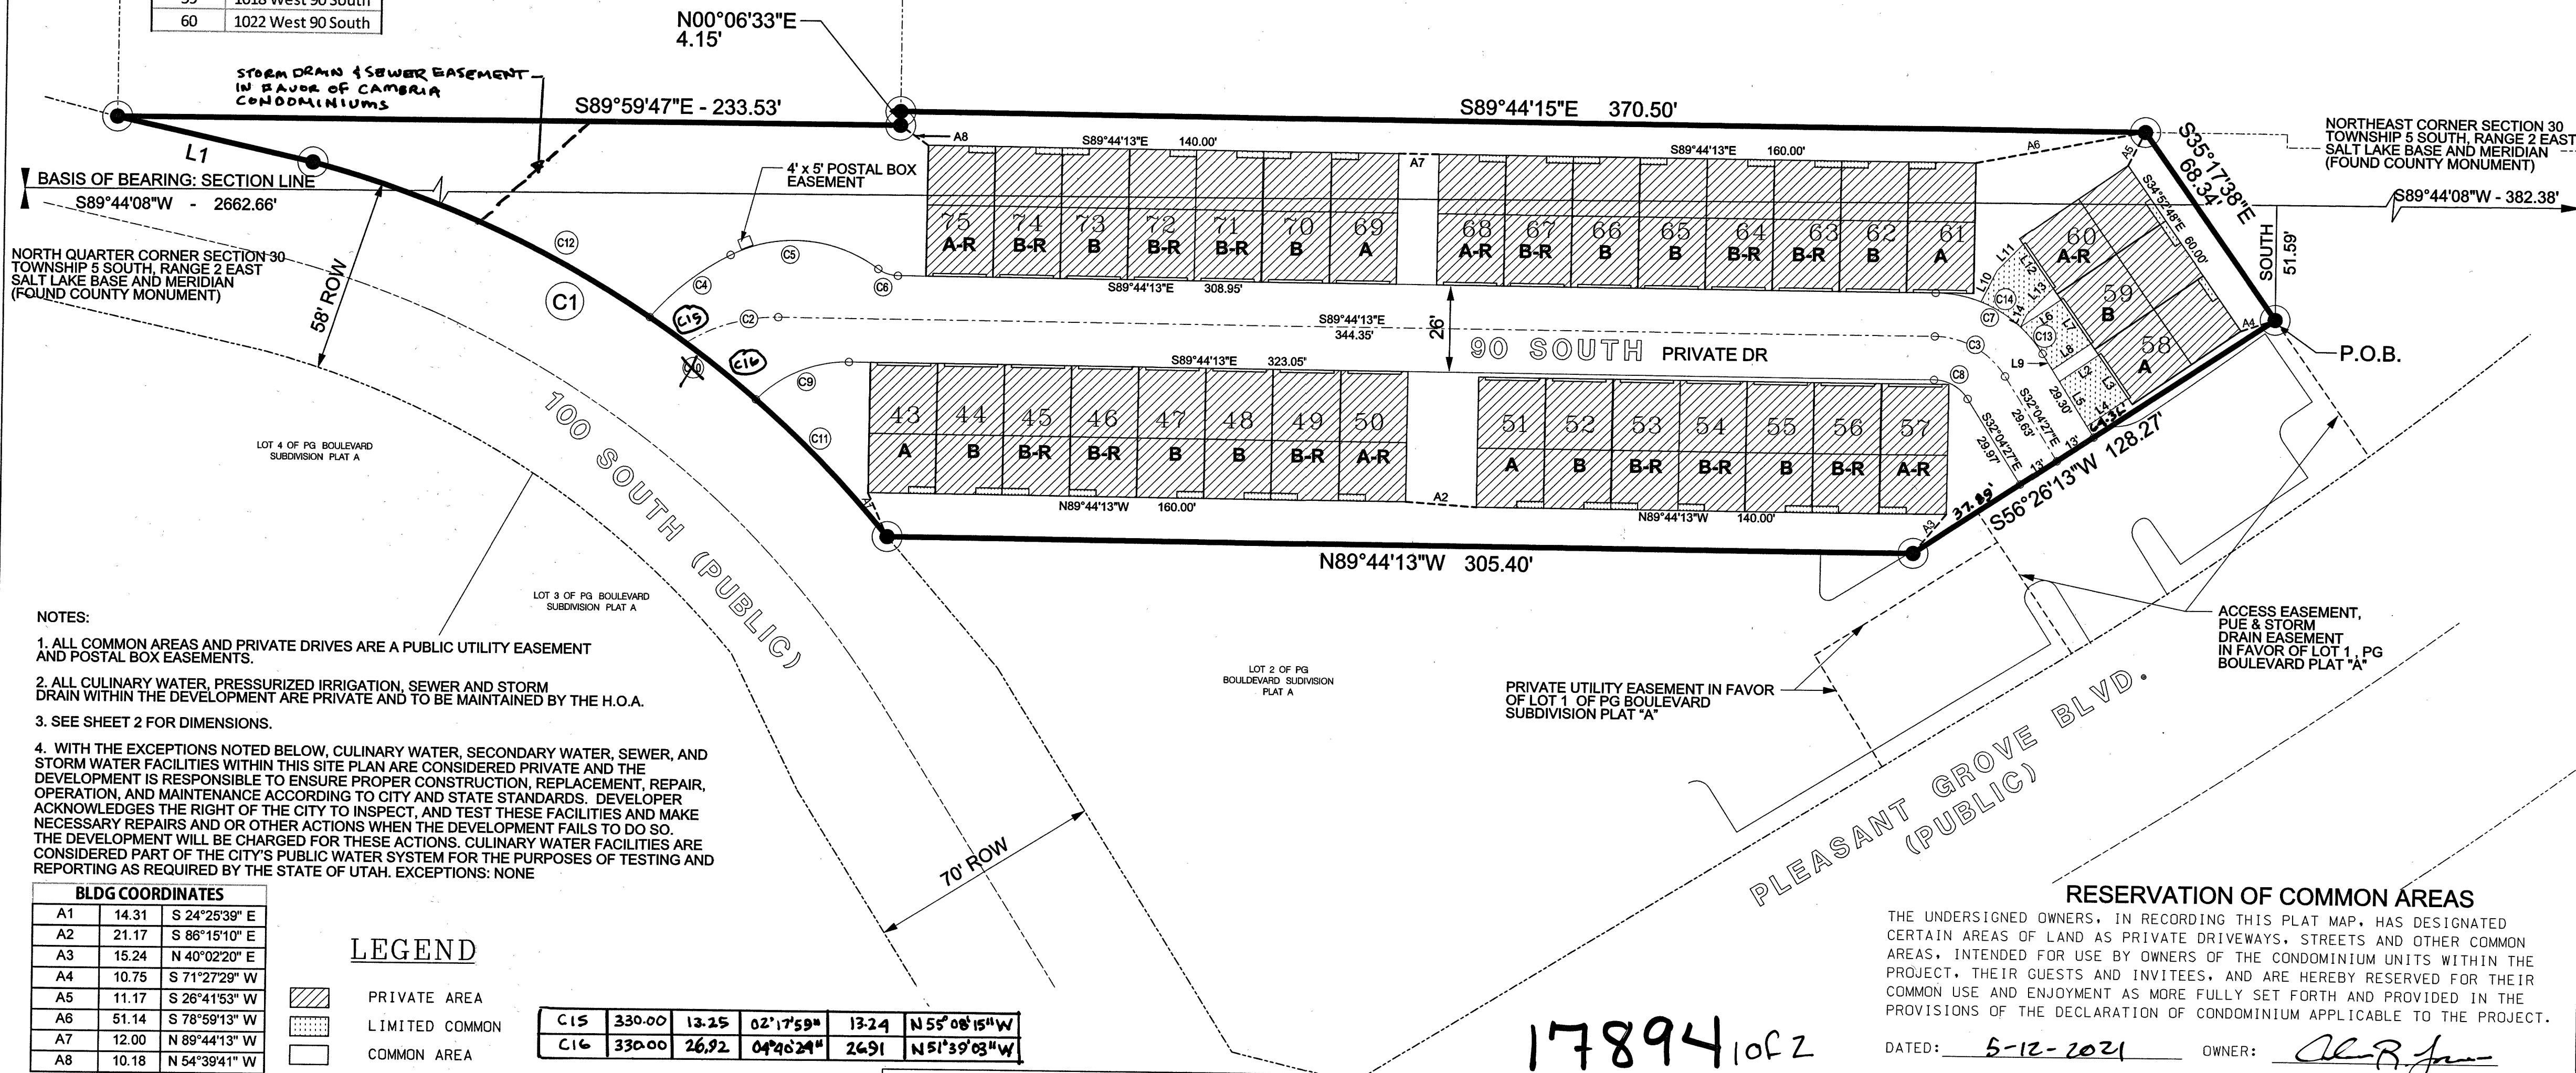 1018 West 90 South
60 1022 West 90 South
N00°06'33"E
4.15'
STORM DRAIN & SEWER EASEMENT
IN FAVOR OF CAMBRIA
CONDOMINIUMS
S89°59'47"E - 233.53'
S89°44'15"E 370.50'
A8
S89°44'13"E 140.00'
A7
S89°44'13"E 160.00'
A6
A5
S35°17'38"E
68.34'
NORTHEAST CORNER SECTION 30
TOWNSHIP 5 SOUTH, RANGE 2 EAST
SALT LAKE BASE AND MERIDIAN
(FOUND COUNTY MONUMENT)
L1
BASIS OF BEARING: SECTION LINE
S89°44'08"W - 2662.66'
4' x 5' POSTAL BOX
EASEMENT
S34°52'48"E 60.00'
S89°44'08"W - 382.38'
SOUTH
51.59'
NORTH QUARTER CORNER SECTION 30
TOWNSHIP 5 SOUTH, RANGE 2 EAST
SALT LAKE BASE AND MERIDIAN
(FOUND COUNTY MONUMENT)
58' ROW
C12
C1
C5
C4
C6
75 74 73 72 71 70 69 68 67 66 65 64 63 62 61
A-R B-R B B-R B-R B A A-R B-R B B B-R B-R B A
60
A-R
59
B
58
A
L11
L12
L10
L13
C14
L14
L6
L7
C7
C13
L8
L9
L2
L3
L5
L4
A4
S89°44'13"E 308.95'
C15
C2
S89°44'13"E
344.35'
26'
C3
C16
90 SOUTH PRIVATE DR
P.O.B.
S89°44'13"E 323.05'
C9
C8
C11
29.30'
S32°04'27"E
29.63'
S32°04'27"E
29.97'
13'
13'
43 44 45 46 47 48 49 50 51 52 53 54 55 56 57
A B B-R B-R B B B-R A-R A B B-R B-R B B-R A-R
A2
N89°44'13"W 160.00'
N89°44'13"W 140.00'
A3
37.89'
S56°26'13"W 128.27'
N89°44'13"W 305.40'
100 SOUTH (PUBLIC)
LOT 4 OF PG BOULEVARD
SUBDIVISION PLAT A
LOT 3 OF PG BOULEVARD
SUBDIVISION PLAT A
LOT 2 OF PG
BOULDEVARD SUDIVISION
PLAT A
PRIVATE UTILITY EASEMENT IN FAVOR
OF LOT 1 OF PG BOULEVARD
SUBDIVISION PLAT "A"
ACCESS EASEMENT,
PUE & STORM
DRAIN EASEMENT
IN FAVOR OF LOT 1 , PG
BOULEVARD PLAT "A"
PLEASANT GROVE BLVD.
(PUBLIC)
70' ROW
NOTES:
1. ALL COMMON AREAS AND PRIVATE DRIVES ARE A PUBLIC UTILITY EASEMENT
AND POSTAL BOX EASEMENTS.
2. ALL CULINARY WATER, PRESSURIZED IRRIGATION, SEWER AND STORM
DRAIN WITHIN THE DEVELOPMENT ARE PRIVATE AND TO BE MAINTAINED BY THE H.O.A.
3. SEE SHEET 2 FOR DIMENSIONS.
4. WITH THE EXCEPTIONS NOTED BELOW, CULINARY WATER, SECONDARY WATER, SEWER, AND
STORM WATER FACILITIES WITHIN THIS SITE PLAN ARE CONSIDERED PRIVATE AND THE
DEVELOPMENT IS RESPONSIBLE TO ENSURE PROPER CONSTRUCTION, REPLACEMENT, REPAIR,
OPERATION, AND MAINTENANCE ACCORDING TO CITY AND STATE STANDARDS. DEVELOPER
ACKNOWLEDGES THE RIGHT OF THE CITY TO INSPECT, AND TEST THESE FACILITIES AND MAKE
NECESSARY REPAIRS AND OR OTHER ACTIONS WHEN THE DEVELOPMENT FAILS TO DO SO.
THE DEVELOPMENT WILL BE CHARGED FOR THESE ACTIONS. CULINARY WATER FACILITIES ARE
CONSIDERED PART OF THE CITY'S PUBLIC WATER SYSTEM FOR THE PURPOSES OF TESTING AND
REPORTING AS REQUIRED BY THE STATE OF UTAH. EXCEPTIONS: NONE
BLDG COORDINATES
A1 14.31 S 24°25'39" E
A2 21.17 S 86°15'10" E
A3 15.24 N 40°02'20" E
A4 10.75 S 71°27'29" W
A5 11.17 S 26°41'53" W
A6 51.14 S 78°59'13" W
A7 12.00 N 89°44'13" W
A8 10.18 N 54°39'41" W
LEGEND
PRIVATE AREA
LIMITED COMMON
COMMON AREA
C15 330.00 13.25 02°17'59" 13.24 N55°08'15"W
C16 330.00 26.92 04°40'29" 26.91 N51°39'03"W
17894 1 of 2
RESERVATION OF COMMON AREAS
THE UNDERSIGNED OWNERS, IN RECORDING THIS PLAT MAP, HAS DESIGNATED
CERTAIN AREAS OF LAND AS PRIVATE DRIVEWAYS, STREETS AND OTHER COMMON
AREAS, INTENDED FOR USE BY OWNERS OF THE CONDOMINIUM UNITS WITHIN THE
PROJECT, THEIR GUESTS AND INVITEES, AND ARE HEREBY RESERVED FOR THEIR
COMMON USE AND ENJOYMENT AS MORE FULLY SET FORTH AND PROVIDED IN THE
PROVISIONS OF THE DECLARATION OF CONDOMINIUM APPLICABLE TO THE PROJECT.
DATED: 5-12-2021 OWNER: